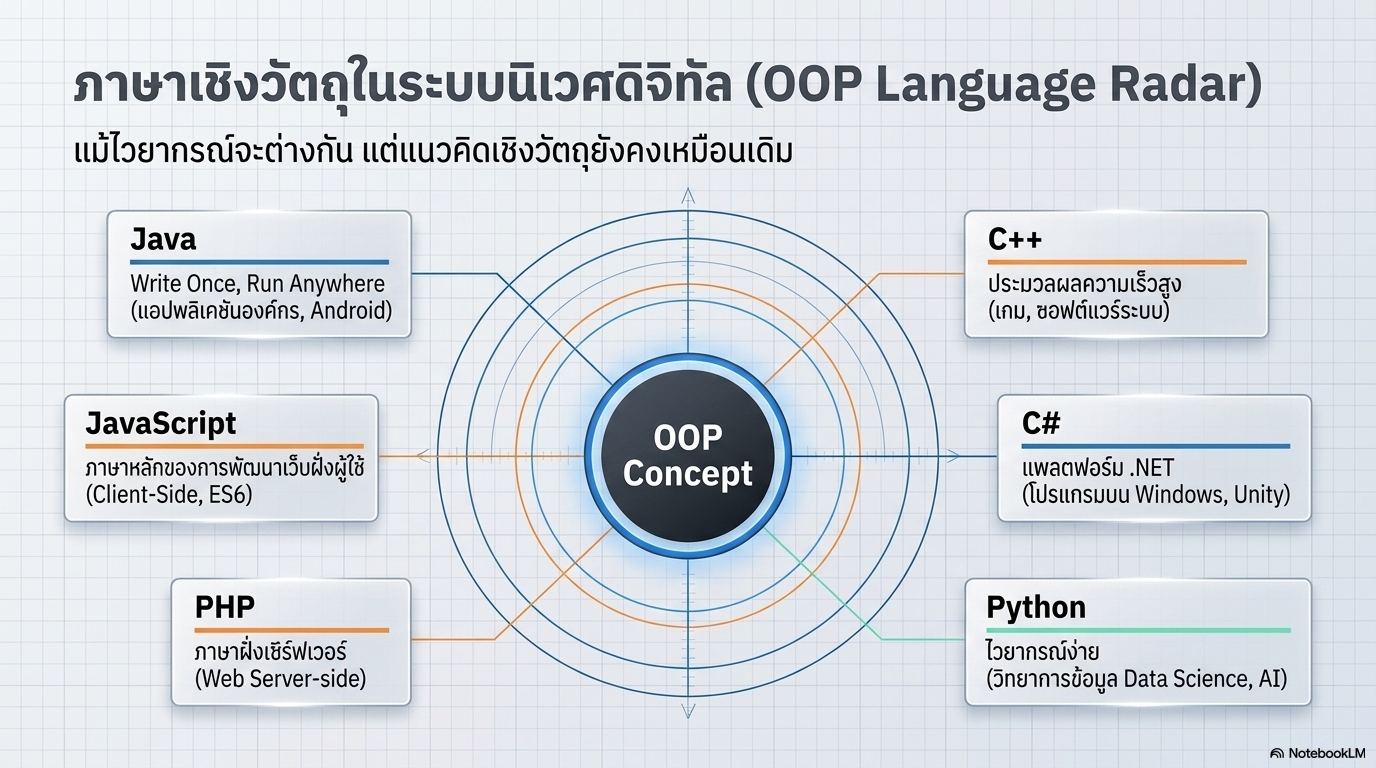 ภาษาเชิงวัตถุในระบบนิเวศดิจิทัล (OOP Language Radar)
แม้ไวยากรณ์จะต่างกัน แต่แนวคิดเชิงวัตถุยังคงเหมือนเดิม
Java
Write Once, Run Anywhere
(แอปพลิเคชันองค์กร, Android)
JavaScript
ภาษาหลักของการพัฒนาเว็บฝั่งผู้ใช้
(Client-Side, ES6)
PHP
ภาษาฝั่งเซิร์ฟเวอร์
(Web Server-side)
OOP
Concept
C++
ประมวลผลความเร็วสูง
(เกม, ซอฟต์แวร์ระบบ)
C#
แพลตฟอร์ม .NET
(โปรแกรมบน Windows, Unity)
Python
ไวยากรณ์ง่าย
(วิทยาการข้อมูล Data Science, AI)
NotebookLM